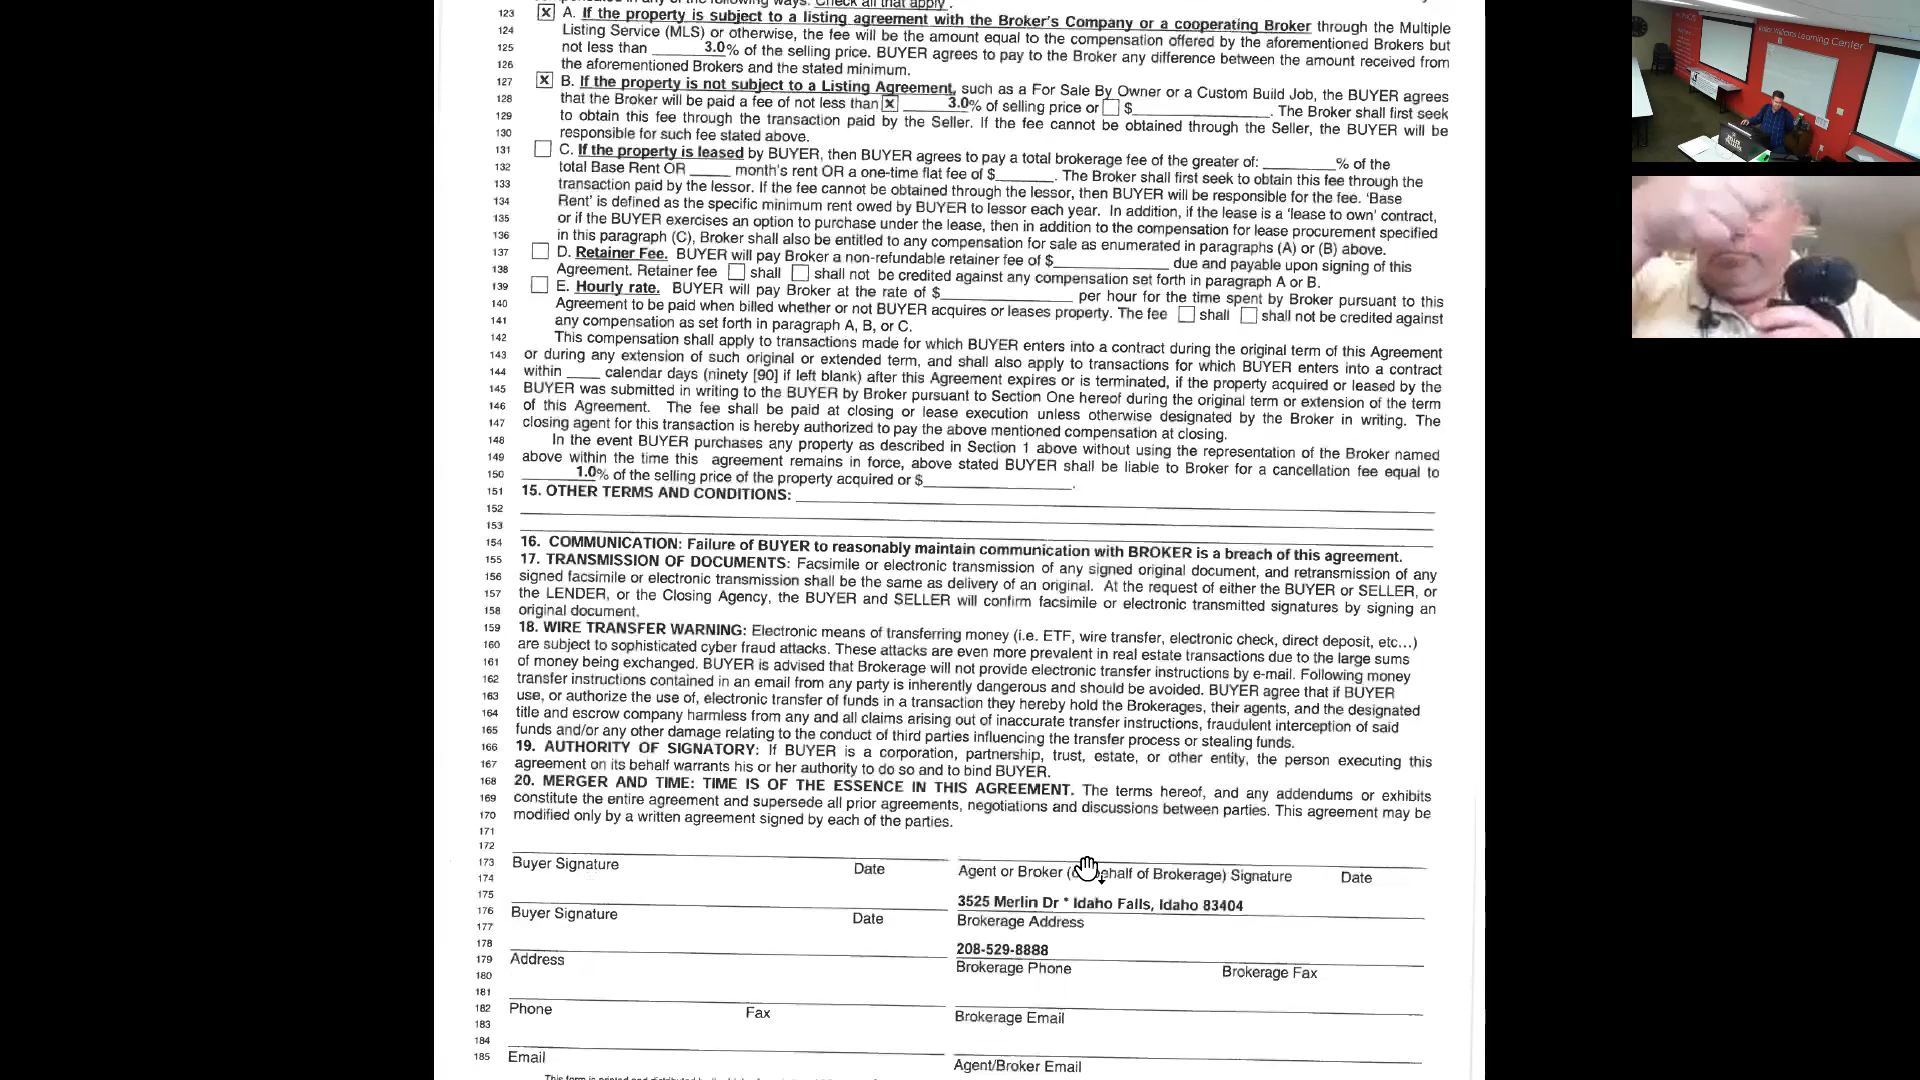 Check all that apply.
123 X A. If the property is subject to a listing agreement with the Broker's Company or a cooperating Broker through the Multiple
124 Listing Service (MLS) or otherwise, the fee will be the amount equal to the compensation offered by the aforementioned Brokers but
125 not less than 3.0% of the selling price. BUYER agrees to pay to the Broker any difference between the amount received from
126 the aforementioned Brokers and the stated minimum.
127 X B. If the property is not subject to a Listing Agreement, such as a For Sale By Owner or a Custom Build Job, the BUYER agrees
128 that the Broker will be paid a fee of not less than X 3.0% of selling price or $____. The Broker shall first seek
129 to obtain this fee through the transaction paid by the Seller. If the fee cannot be obtained through the Seller, the BUYER will be
130 responsible for such fee stated above.
131 C. If the property is leased by BUYER, then BUYER agrees to pay a total brokerage fee of the greater of: ____% of the
132 total Base Rent OR ____ month's rent OR a one-time flat fee of $____. The Broker shall first seek to obtain this fee through the
133 transaction paid by the lessor. If the fee cannot be obtained through the lessor, then BUYER will be responsible for the fee. 'Base
134 Rent' is defined as the specific minimum rent owed by BUYER to lessor each year. In addition, if the lease is a 'lease to own' contract,
135 or if the BUYER exercises an option to purchase under the lease, then in addition to the compensation for lease procurement specified
136 in this paragraph (C), Broker shall also be entitled to any compensation for sale as enumerated in paragraphs (A) or (B) above.
137 D. Retainer Fee. BUYER will pay Broker a non-refundable retainer fee of $____ due and payable upon signing of this
138 Agreement. Retainer fee shall shall not be credited against any compensation set forth in paragraph A or B.
139 E. Hourly rate. BUYER will pay Broker at the rate of $____ per hour for the time spent by Broker pursuant to this
140 Agreement to be paid when billed whether or not BUYER acquires or leases property. The fee shall shall not be credited against
141 any compensation as set forth in paragraph A, B, or C.
142 This compensation shall apply to transactions made for which BUYER enters into a contract during the original term of this Agreement
143 or during any extension of such original or extended term, and shall also apply to transactions for which BUYER enters into a contract
144 within ____ calendar days (ninety [90] if left blank) after this Agreement expires or is terminated, if the property acquired or leased by the
145 BUYER was submitted in writing to the BUYER by Broker pursuant to Section One hereof during the original term or extension of the term
146 of this Agreement. The fee shall be paid at closing or lease execution unless otherwise designated by the Broker in writing. The
147 closing agent for this transaction is hereby authorized to pay the above mentioned compensation at closing.
148 In the event BUYER purchases any property as described in Section 1 above without using the representation of the Broker named
149 above within the time this agreement remains in force, above stated BUYER shall be liable to Broker for a cancellation fee equal to
150 1.0% of the selling price of the property acquired or $____.
151 15. OTHER TERMS AND CONDITIONS:
152
153
154 16. COMMUNICATION: Failure of BUYER to reasonably maintain communication with BROKER is a breach of this agreement.
155 17. TRANSMISSION OF DOCUMENTS: Facsimile or electronic transmission of any signed original document, and retransmission of any
156 signed facsimile or electronic transmission shall be the same as delivery of an original. At the request of either the BUYER or SELLER, or
157 the LENDER, or the Closing Agency, the BUYER and SELLER will confirm facsimile or electronic transmitted signatures by signing an
158 original document.
159 18. WIRE TRANSFER WARNING: Electronic means of transferring money (i.e. ETF, wire transfer, electronic check, direct deposit, etc...)
160 are subject to sophisticated cyber fraud attacks. These attacks are even more prevalent in real estate transactions due to the large sums
161 of money being exchanged. BUYER is advised that Brokerage will not provide electronic transfer instructions by e-mail. Following money
162 transfer instructions contained in an email from any party is inherently dangerous and should be avoided. BUYER agree that if BUYER
163 use, or authorize the use of, electronic transfer of funds in a transaction they hereby hold the Brokerages, their agents, and the designated
164 title and escrow company harmless from any and all claims arising out of inaccurate transfer instructions, fraudulent interception of said
165 funds and/or any other damage relating to the conduct of third parties influencing the transfer process or stealing funds.
166 19. AUTHORITY OF SIGNATORY: If BUYER is a corporation, partnership, trust, estate, or other entity, the person executing this
167 agreement on its behalf warrants his or her authority to do so and to bind BUYER.
168 20. MERGER AND TIME: TIME IS OF THE ESSENCE IN THIS AGREEMENT. The terms hereof, and any addendums or exhibits
169 constitute the entire agreement and supersede all prior agreements, negotiations and discussions between parties. This agreement may be
170 modified only by a written agreement signed by each of the parties.
171
172
173 Buyer Signature Date Agent or Broker ( behalf of Brokerage) Signature Date
174
175 3525 Merlin Dr * Idaho Falls, Idaho 83404
176 Buyer Signature Date Brokerage Address
177
178 208-529-8888
179 Address Brokerage Phone Brokerage Fax
180
181
182 Phone Fax Brokerage Email
183
184
185 Email Agent/Broker Email
Learning Center